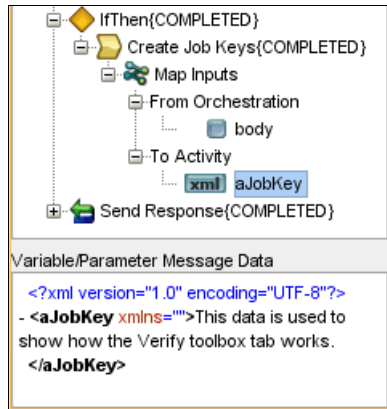 IfThen{COMPLETED}
Create Job Keys{COMPLETED}
Map Inputs
From Orchestration
body
To Activity
xml aJobKey
Send Response{COMPLETED}
Variable/Parameter Message Data
<?xml version="1.0" encoding="UTF-8"?>
- <aJobKey xmlns="">This data is used to
show how the Verify toolbox tab works.
</aJobKey>